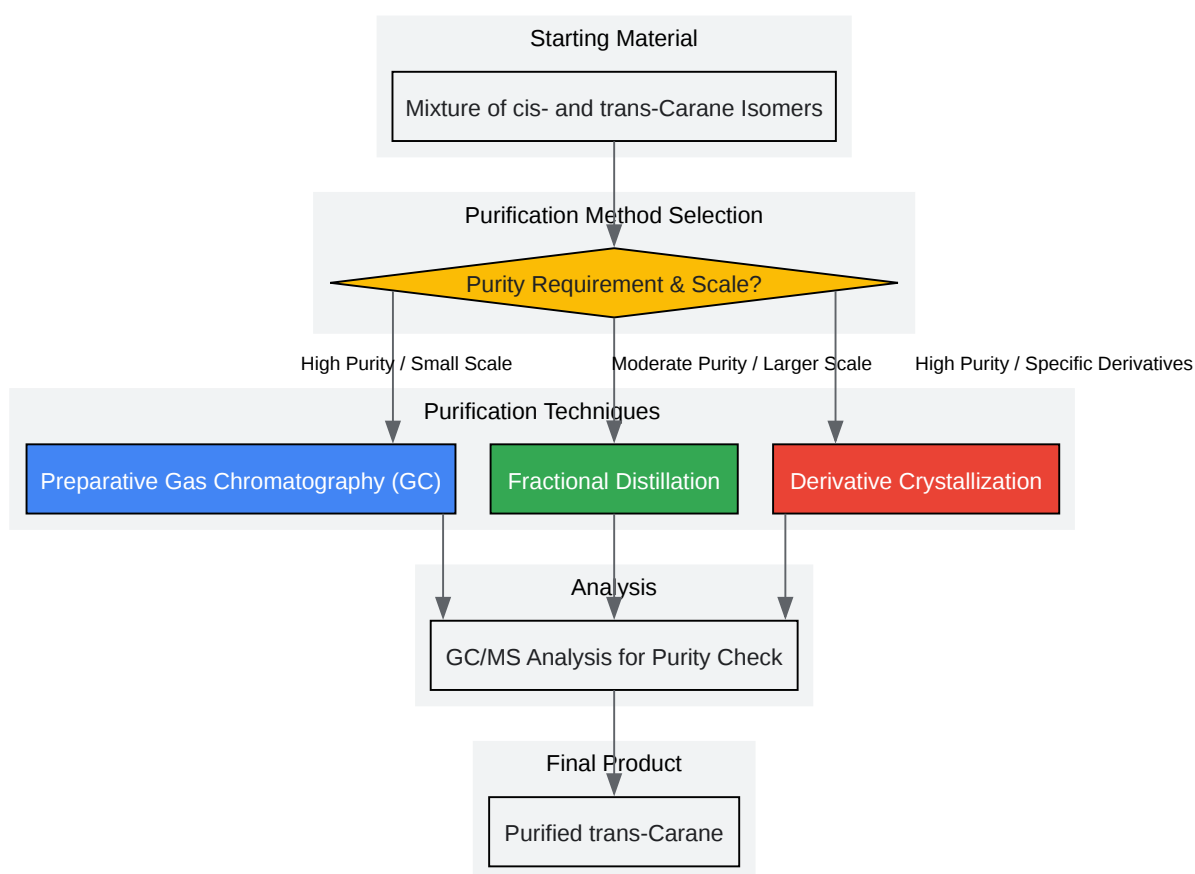 Starting Material
Mixture of cis- and trans-Carane Isomers
Purification Method Selection
Purity Requirement & Scale?
High Purity / Small Scale
Moderate Purity / Larger Scale
High Purity / Specific Derivatives
Purification Techniques
Preparative Gas Chromatography (GC)
Fractional Distillation
Derivative Crystallization
Analysis
GC/MS Analysis for Purity Check
Final Product
Purified trans-Carane